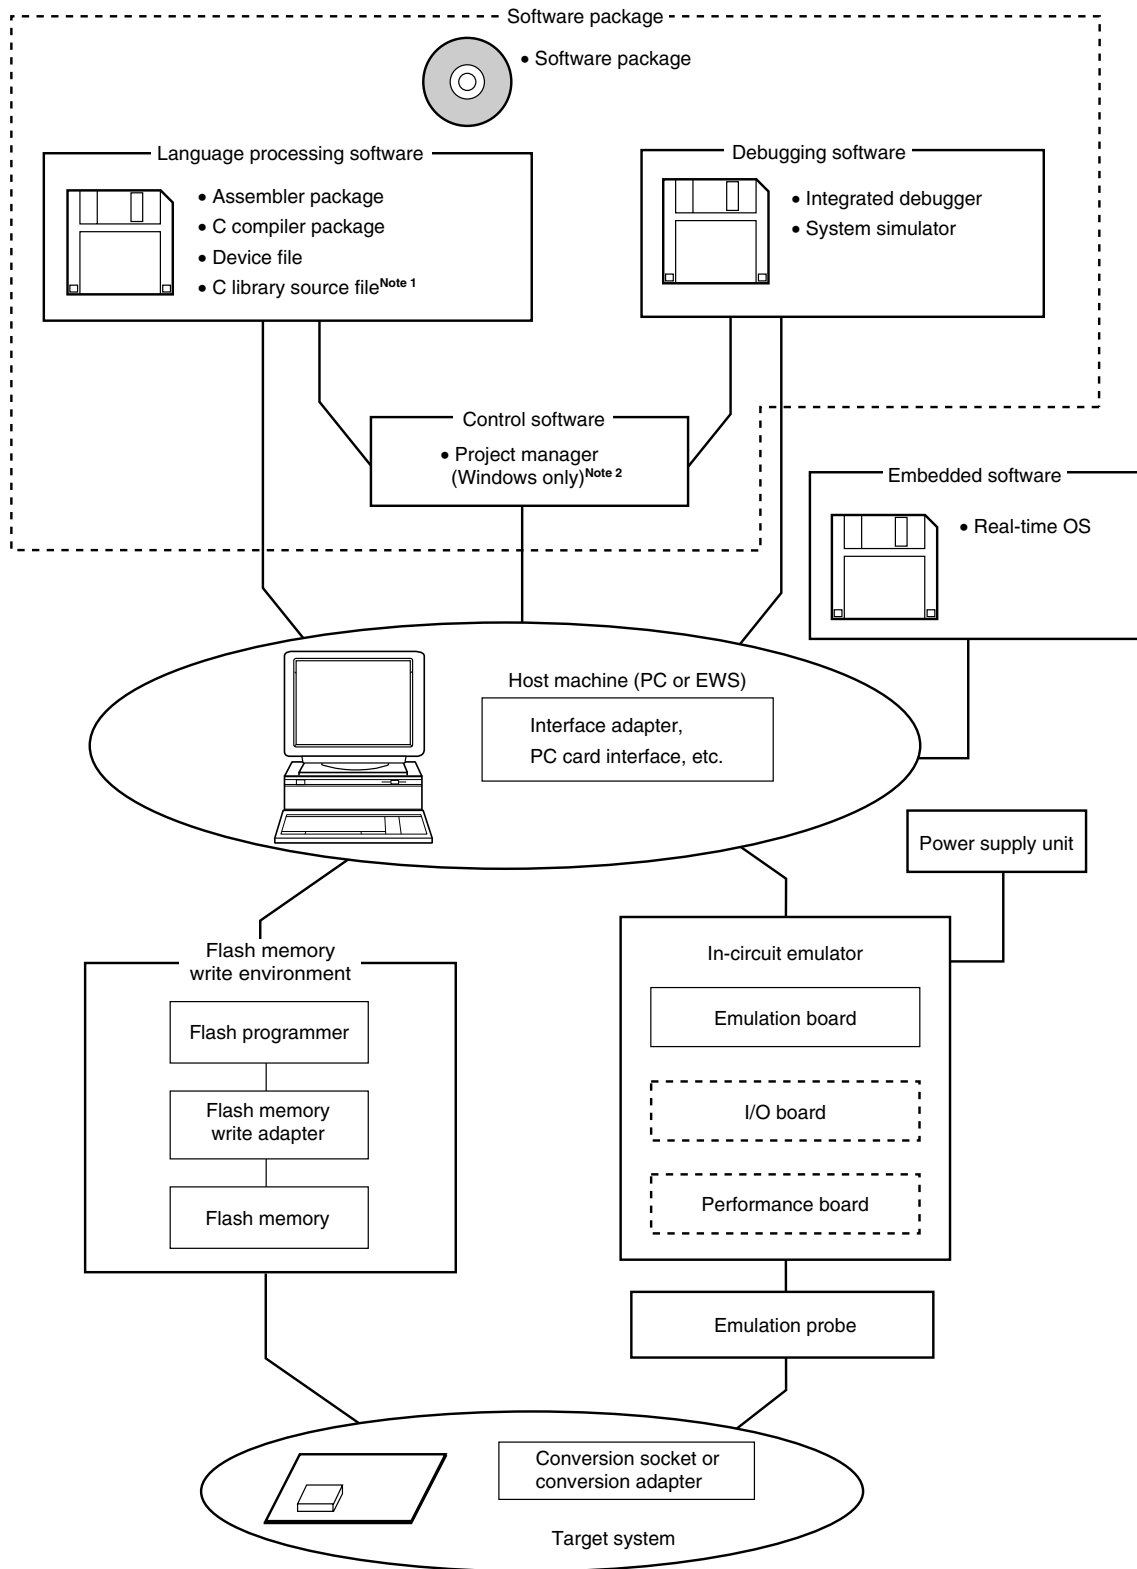 Software package
• Software package
Language processing software
• Assembler package
• C compiler package
• Device file
• C library source fileNote 1
Debugging software
• Integrated debugger
• System simulator
Control software
• Project manager
(Windows only)Note 2
Embedded software
• Real-time OS
Host machine (PC or EWS)
Interface adapter,
PC card interface, etc.
Power supply unit
Flash memory
write environment
Flash programmer
Flash memory
write adapter
Flash memory
In-circuit emulator
Emulation board
I/O board
Performance board
Emulation probe
Conversion socket or
conversion adapter
Target system